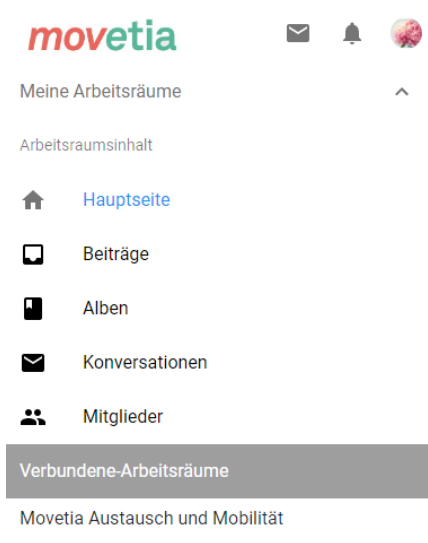 movetia
Meine Arbeitsräume
Arbeitsraumsinhalt
Hauptseite
Beiträge
Alben
Konversationen
Mitglieder
Verbundene-Arbeitsräume
Movetia Austausch und Mobilität